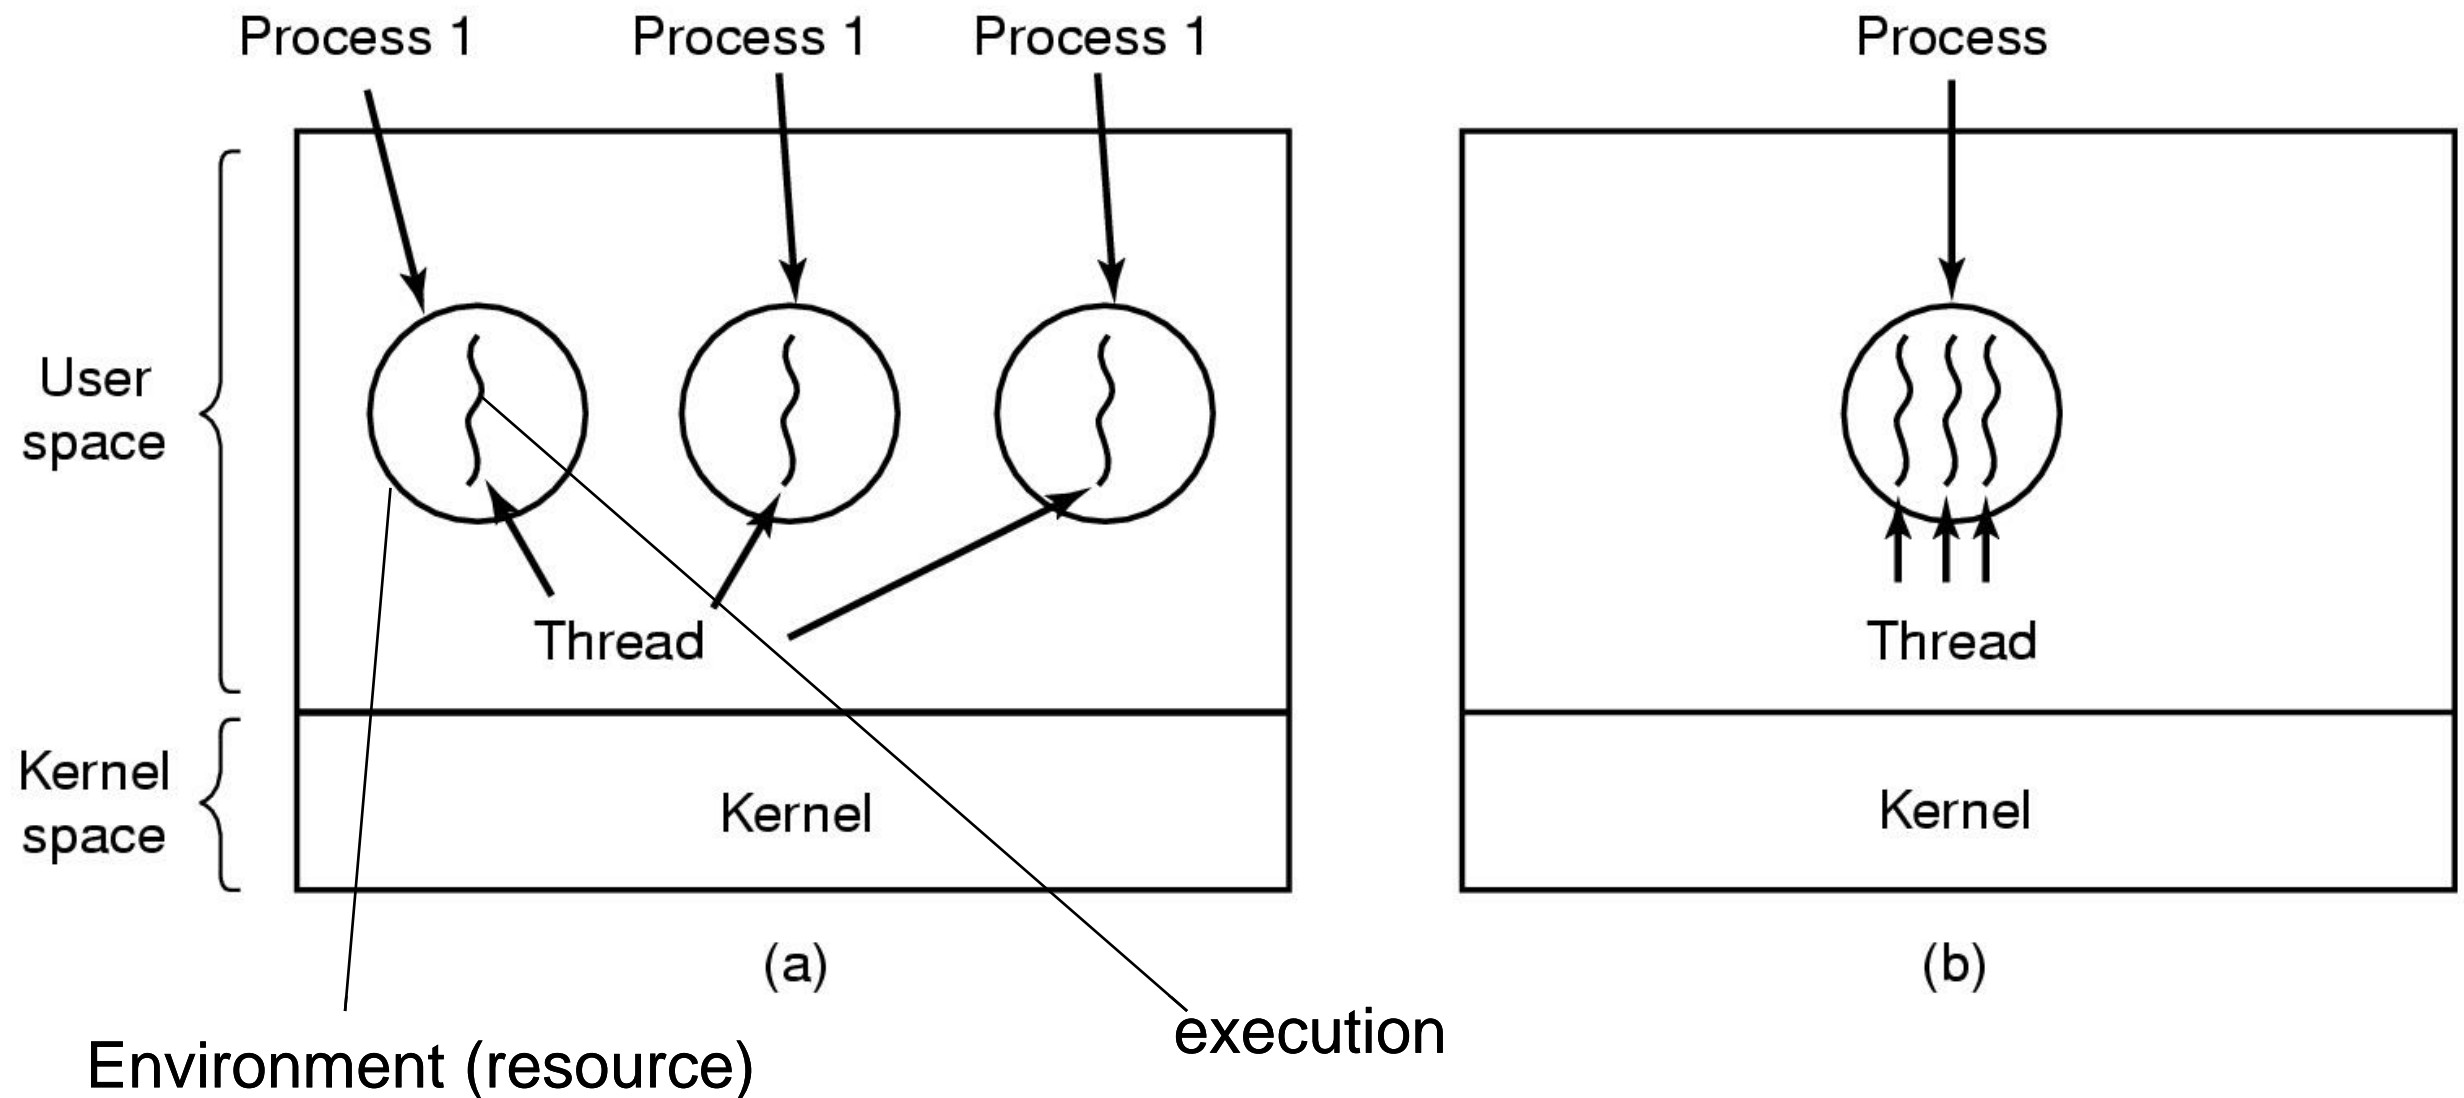 Process 1
Process 1
Process 1
Process
User
space
Thread
Thread
Kernel
space
Kernel
Kernel
(a)
(b)
execution
Environment (resource)